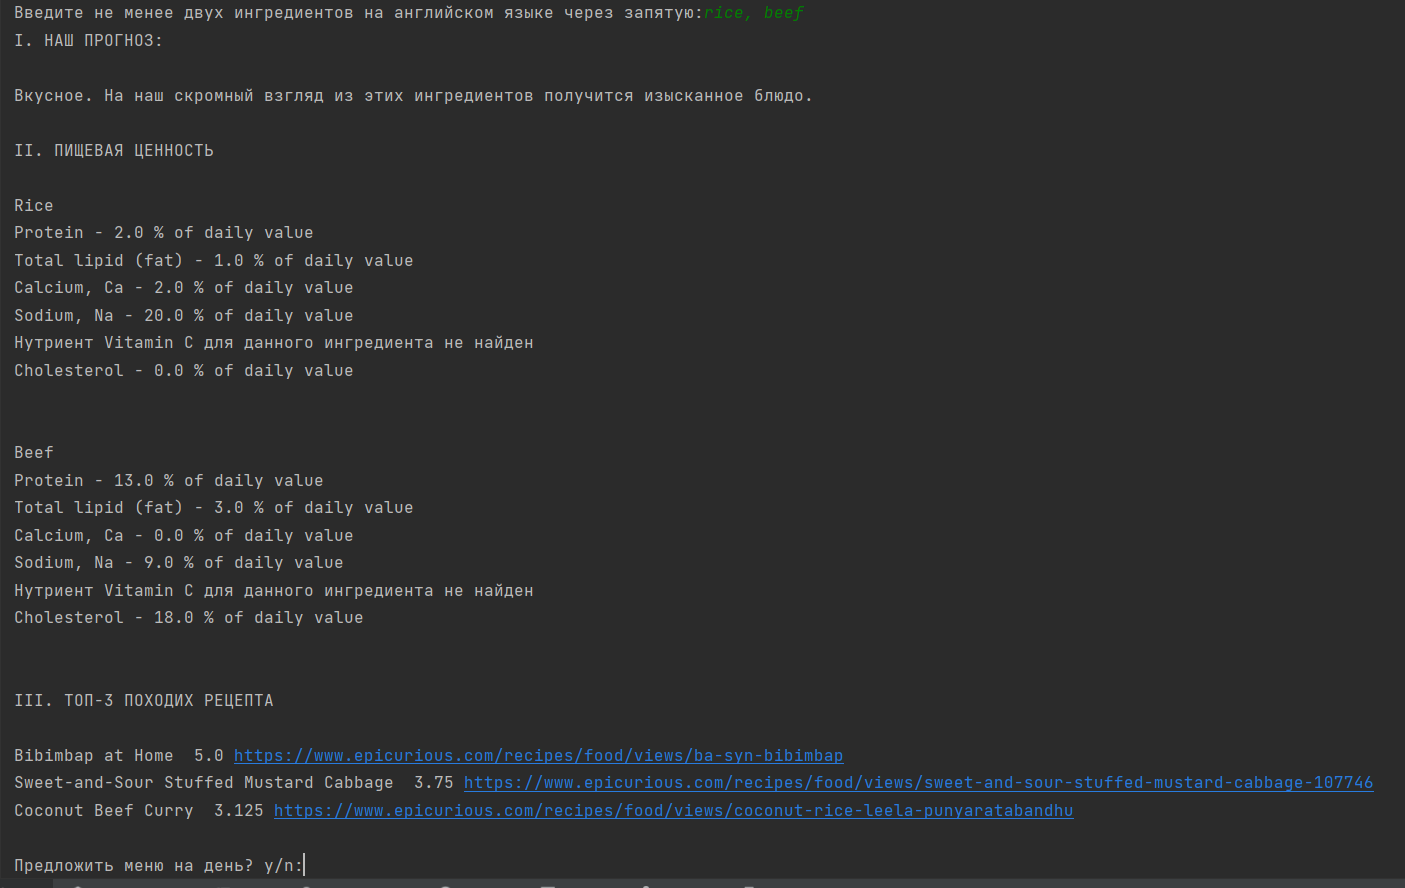 Введите не менее двух ингредиентов на английском языке через запятую:rice, beef
I. НАШ ПРОГНОЗ:
Вкусное. На наш скромный взгляд из этих ингредиентов получится изысканное блюдо.
II. ПИЩЕВАЯ ЦЕННОСТЬ
Rice
Protein - 2.0 % of daily value
Total lipid (fat) - 1.0 % of daily value
Calcium, Ca - 2.0 % of daily value
Sodium, Na - 20.0 % of daily value
Нутриент Vitamin C для данного ингредиента не найден
Cholesterol - 0.0 % of daily value
Beef
Protein - 13.0 % of daily value
Total lipid (fat) - 3.0 % of daily value
Calcium, Ca - 0.0 % of daily value
Sodium, Na - 9.0 % of daily value
Нутриент Vitamin C для данного ингредиента не найден
Cholesterol - 18.0 % of daily value
III. ТОП-3 ПОХОДИХ РЕЦЕПТА
Bibimbap at Home  5.0 https://www.epicurious.com/recipes/food/views/ba-syn-bibimbap
Sweet-and-Sour Stuffed Mustard Cabbage  3.75 https://www.epicurious.com/recipes/food/views/sweet-and-sour-stuffed-mustard-cabbage-107746
Coconut Beef Curry  3.125 https://www.epicurious.com/recipes/food/views/coconut-rice-leela-punyaratabandhu
Предложить меню на день? y/n: